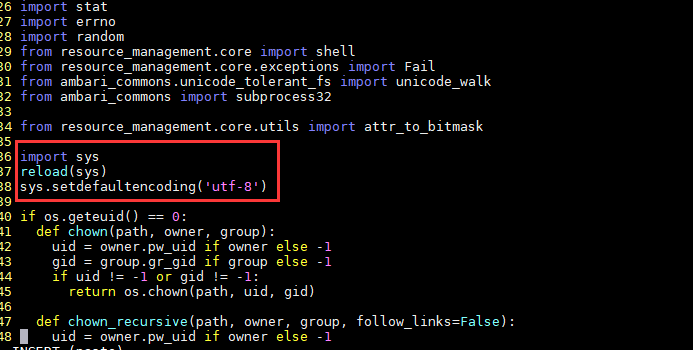 26 import stat
27 import errno
28 import random
29 from resource_management.core import shell
30 from resource_management.core.exceptions import Fail
31 from ambari_commons.unicode_tolerant_fs import unicode_walk
32 from ambari_commons import subprocess32
33
34 from resource_management.core.utils import attr_to_bitmask
35
36 import sys
37 reload(sys)
38 sys.setdefaultencoding('utf-8')
39
40 if os.geteuid() == 0:
41   def chown(path, owner, group):
42     uid = owner.pw_uid if owner else -1
43     gid = group.gr_gid if group else -1
44     if uid != -1 or gid != -1:
45       return os.chown(path, uid, gid)
46
47   def chown_recursive(path, owner, group, follow_links=False):
48     uid = owner.pw_uid if owner else -1